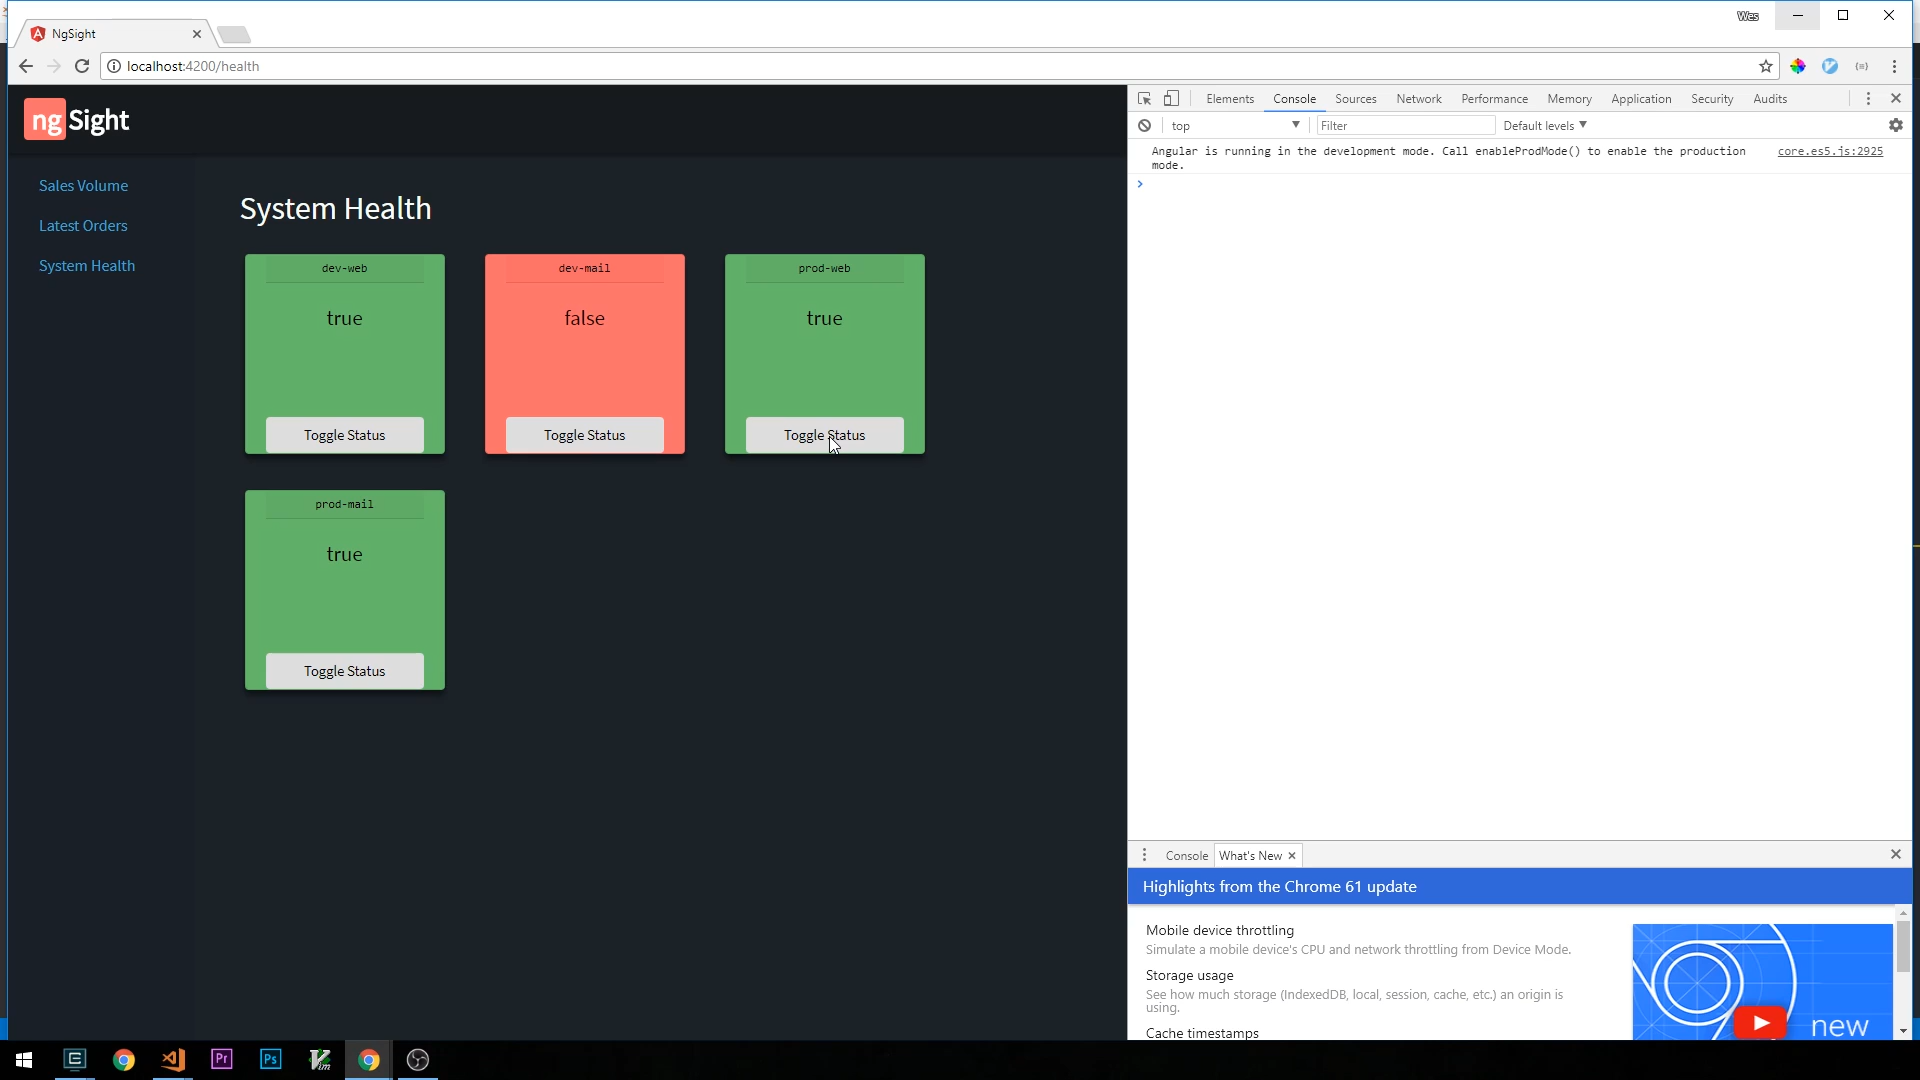 Wes
NgSight
localhost:4200/health
ng Sight
Sales Volume
Latest Orders
System Health
System Health
dev-web
true
Toggle Status
dev-mail
false
Toggle Status
prod-web
true
Toggle Status
prod-mail
true
Toggle Status
Elements Console Sources Network Performance Memory Application Security Audits
top Filter Default levels
Angular is running in the development mode. Call enableProdMode() to enable the production core.es5.js:2925
mode.
Console What's New
Highlights from the Chrome 61 update
Mobile device throttling
Simulate a mobile device's CPU and network throttling from Device Mode.
Storage usage
See how much storage (IndexedDB, local, session, cache, etc.) an origin is
using.
Cache timestamps
new
Pr
Ps
Vim